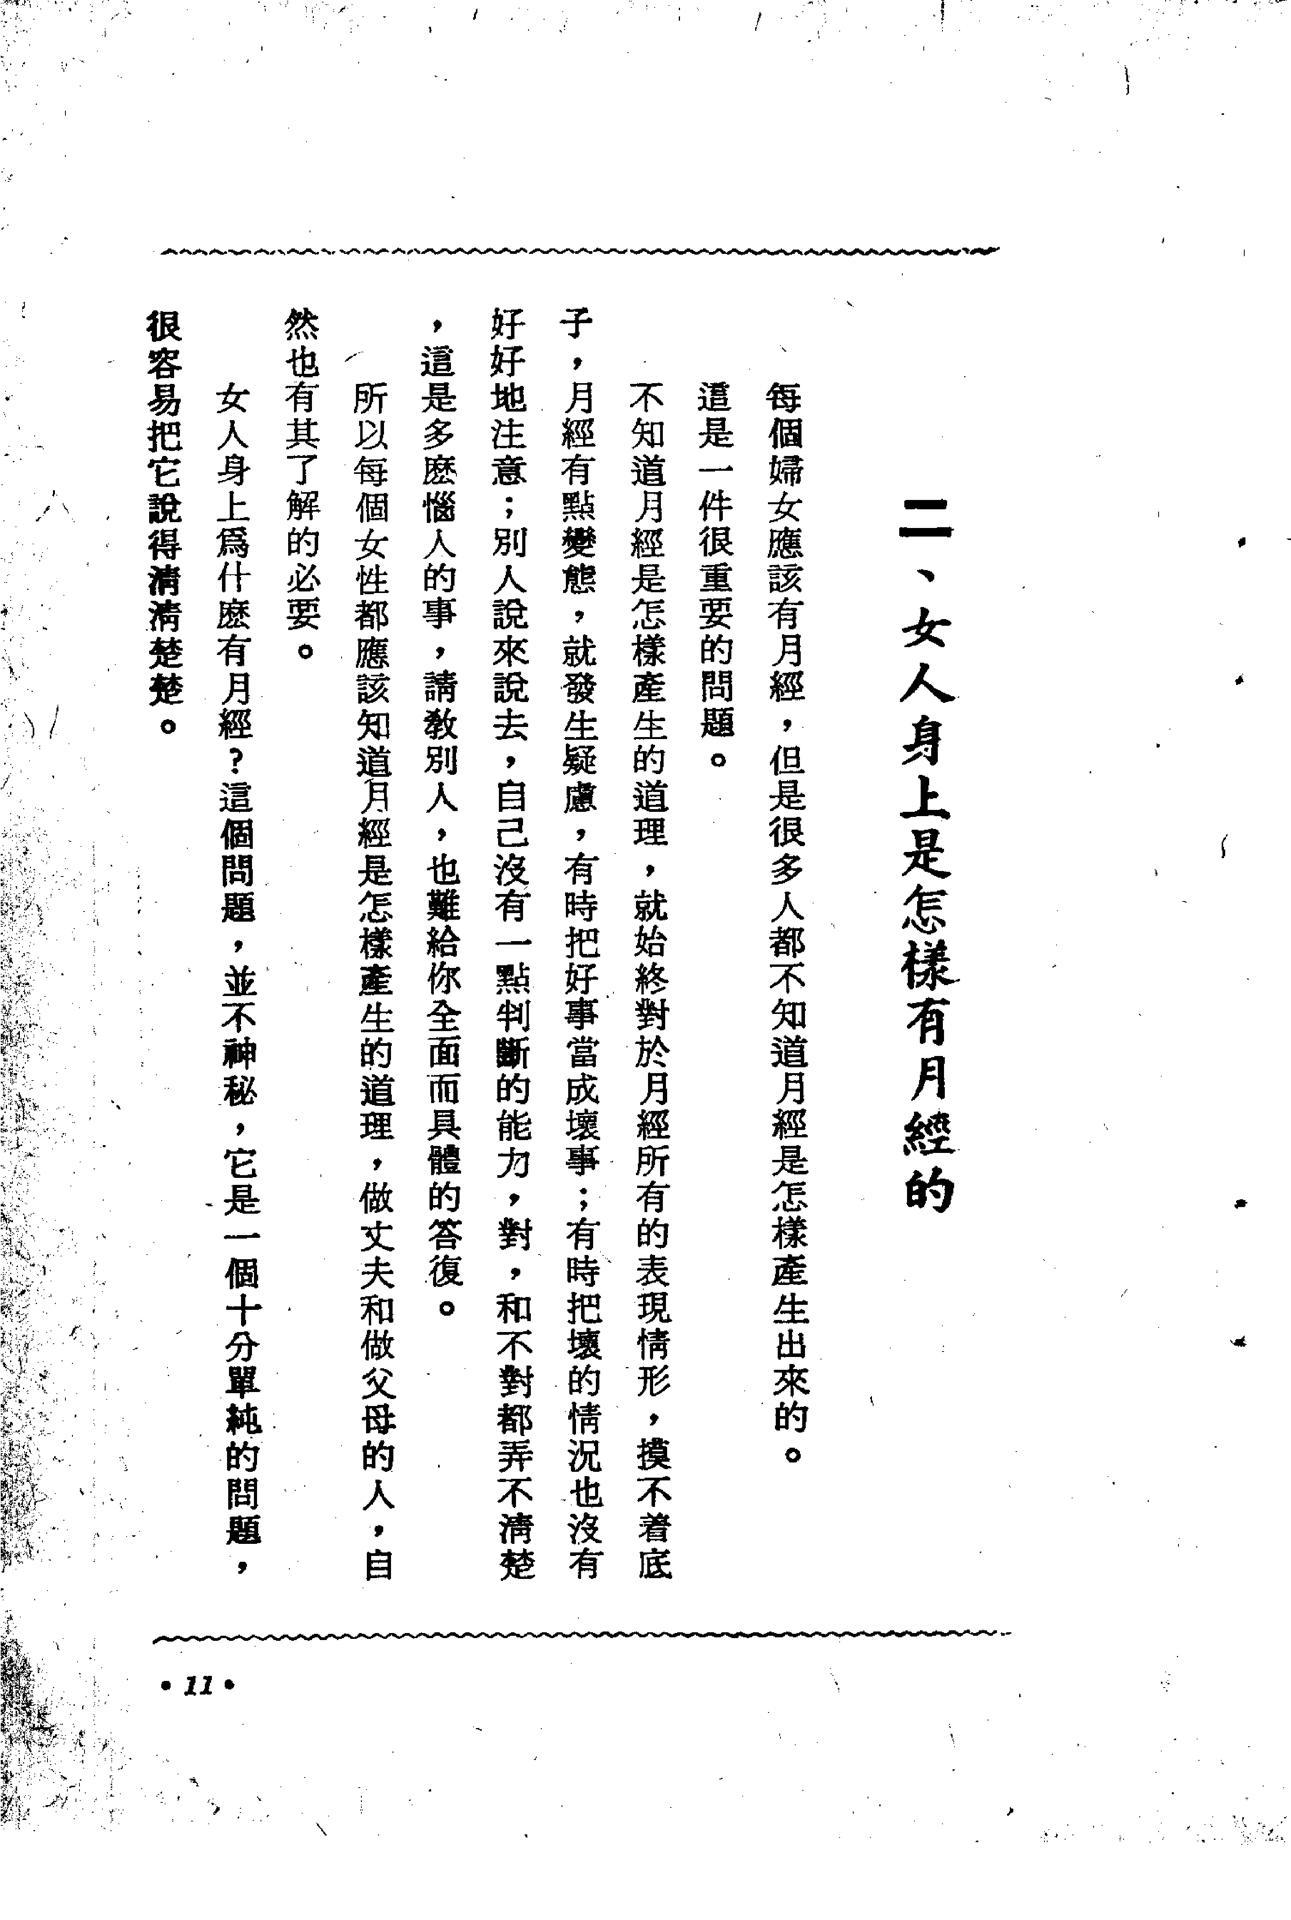 二、女人身上是怎樣有月經的
每個婦女應該有月經，但是很多人都不知道月經是怎樣產生出來的。
這是一件很重要的問題。
不知道月經是怎樣產生的道理，就始終對於月經所有的表現情形，摸不着底
子，月經有點變態，就發生疑慮，有時把好事當成壞事；有時把壞的情況也沒有
好好地注意；別人說來說去，自己沒有一點判斷的能力，對，和不對都弄不清楚
，這是多麽惱人的事，請教別人，也難給你全面而具體的答復。
所以每個女性都應該知道月經是怎樣產生的道理，做丈夫和做父母的人，自
然也有其了解的必要。
女人身上爲什麽有月經？這個問題，並不神秘，它是一個十分單純的問題，
很容易把它說得清清楚楚。
•11•